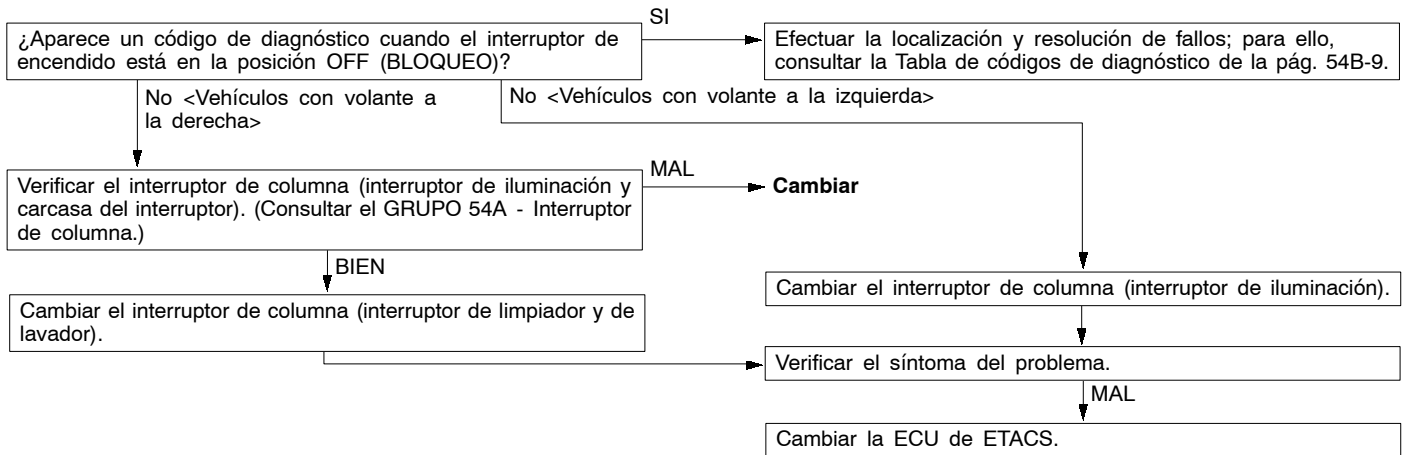 SI
¿Aparece un código de diagnóstico cuando el interruptor de
encendido está en la posición OFF (BLOQUEO)?
Efectuar la localización y resolución de fallos; para ello,
consultar la Tabla de códigos de diagnóstico de la pág. 54B-9.
No <Vehículos con volante a
la derecha>
No <Vehículos con volante a la izquierda>
Verificar el interruptor de columna (interruptor de iluminación y
carcasa del interruptor). (Consultar el GRUPO 54A - Interruptor
de columna.)
MAL
Cambiar
BIEN
Cambiar el interruptor de columna (interruptor de limpiador y de
lavador).
Cambiar el interruptor de columna (interruptor de iluminación).
Verificar el síntoma del problema.
MAL
Cambiar la ECU de ETACS.